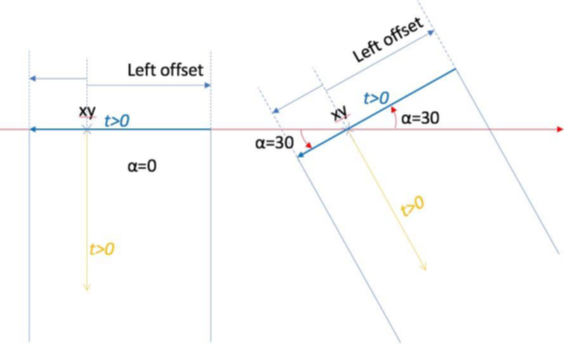 Left offset
xy
t>0
α=0
t>0
Left offset
xy
t>0
α=30
α=30
t>0